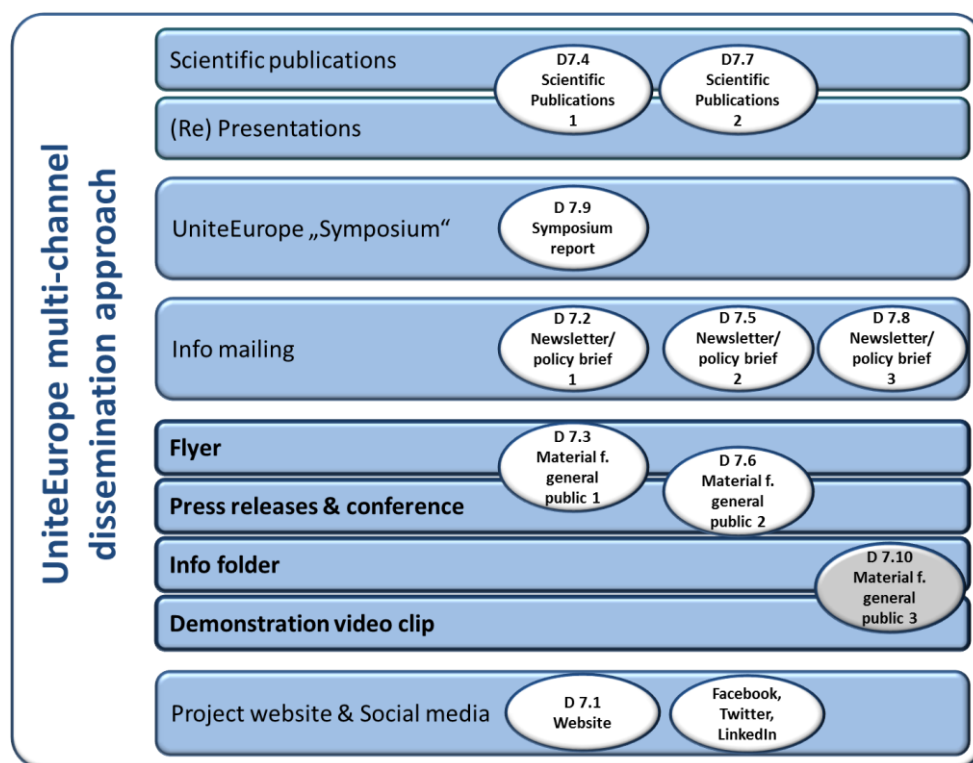 UniteEurope multi-channel
dissemination approach
Scientific publications
(Re) Presentations
D7.4
Scientific
Publications
1
D7.7
Scientific
Publications
2
UniteEurope „Symposium“
D 7.9
Symposium
report
Info mailing
D 7.2
Newsletter/
policy brief
1
D 7.5
Newsletter/
policy brief
2
D 7.8
Newsletter/
policy brief
3
Flyer
Press releases & conference
D 7.3
Material f.
general
public 1
D 7.6
Material f.
general
public 2
Info folder
Demonstration video clip
D 7.10
Material f.
general
public 3
Project website & Social media
D 7.1
Website
Facebook,
Twitter,
LinkedIn